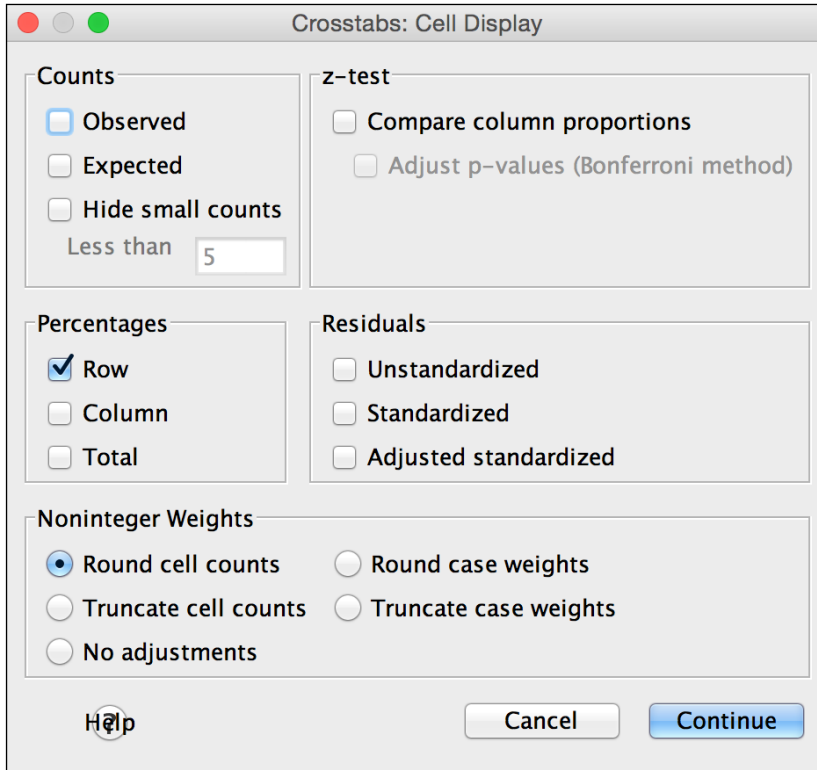 Crosstabs: Cell Display
Counts
Observed
Expected
Hide small counts
Less than 5
z-test
Compare column proportions
Adjust p-values (Bonferroni method)
Percentages
Row
Column
Total
Residuals
Unstandardized
Standardized
Adjusted standardized
Noninteger Weights
Round cell counts
Round case weights
Truncate cell counts
Truncate case weights
No adjustments
Help ?
Cancel
Continue